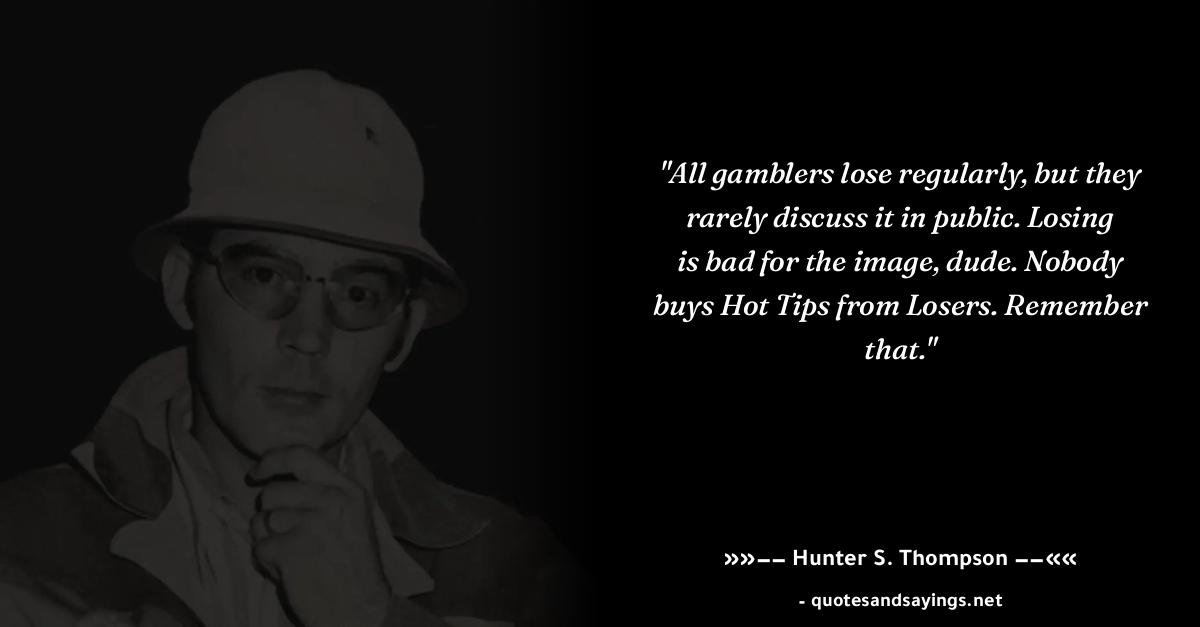 "All gamblers lose regularly, but they
rarely discuss it in public. Losing
is bad for the image, dude. Nobody
buys Hot Tips from Losers. Remember
that."
»»−− Hunter S. Thompson −−««
- quotesandsayings.net